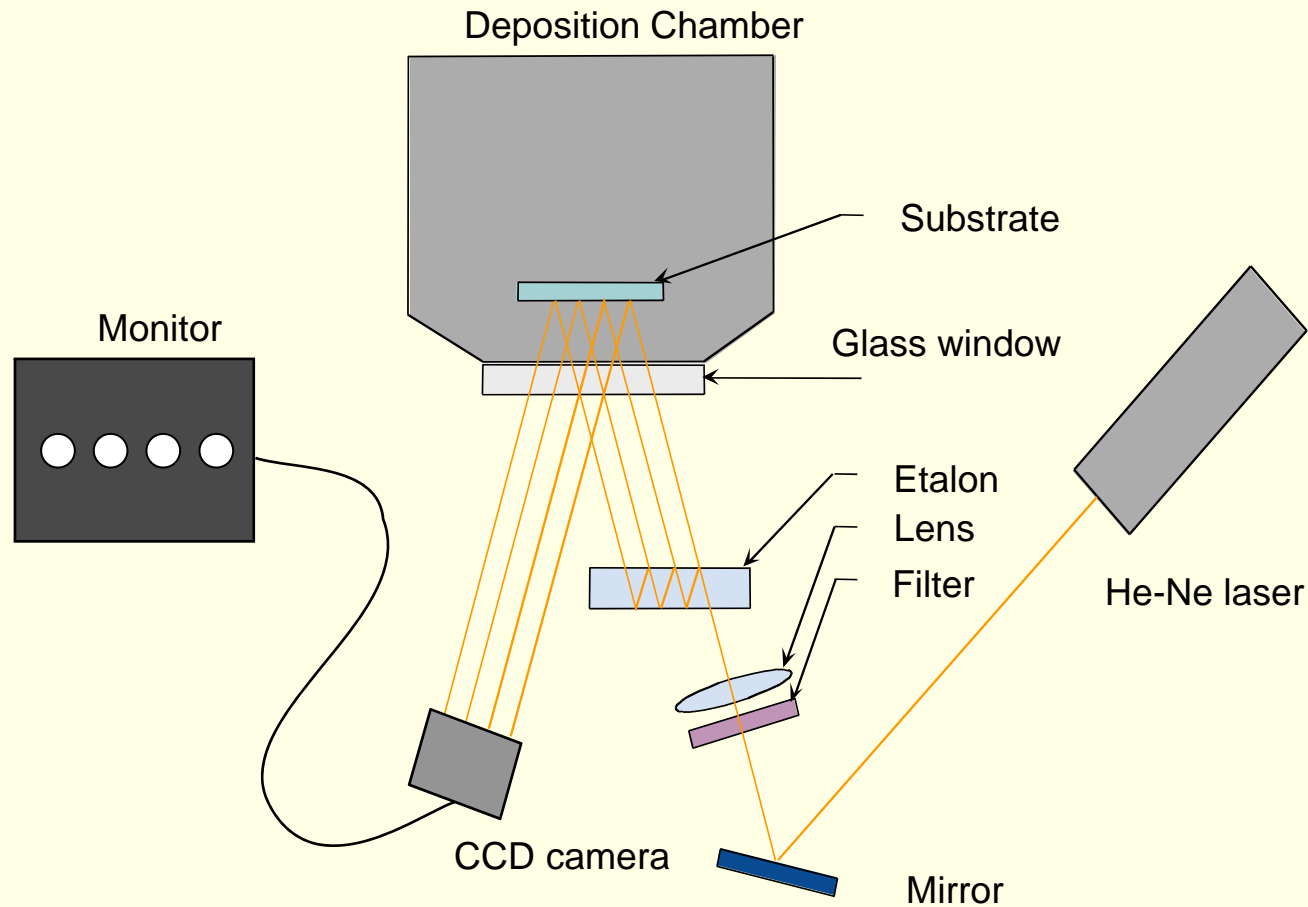 Deposition Chamber
Substrate
Monitor
Glass window
Etalon
Lens
Filter
He-Ne laser
CCD camera
Mirror